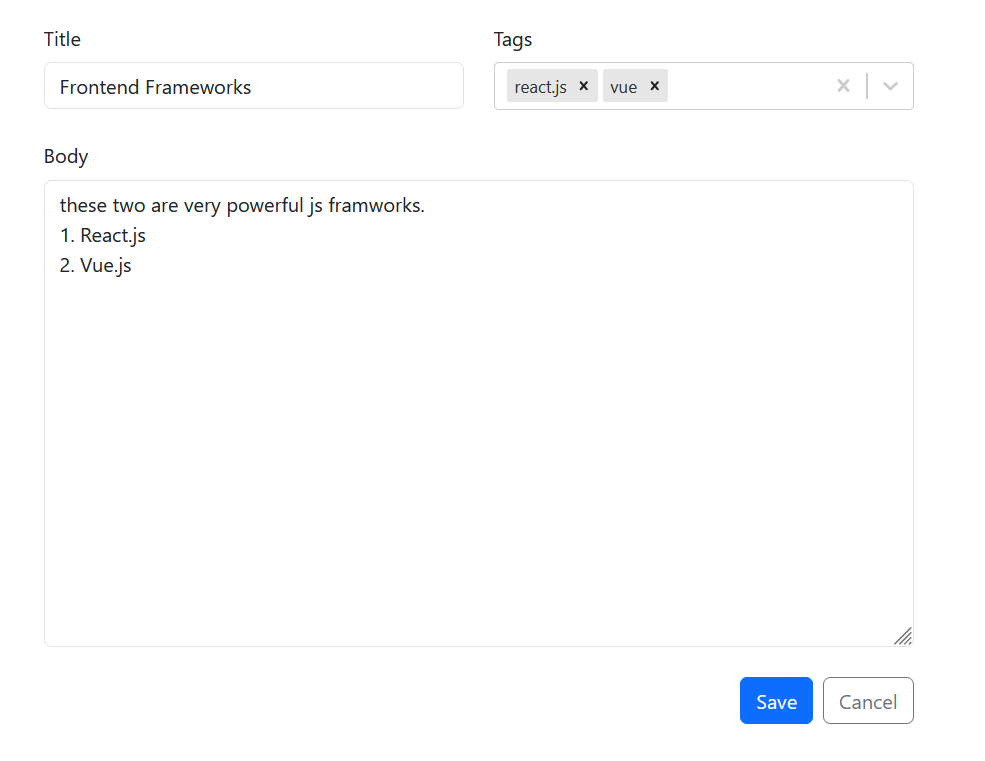 Title
Tags
Frontend Frameworks
react.js
vue
Body
these two are very powerful js framworks.
1. React.js
2. Vue.js
Save
Cancel